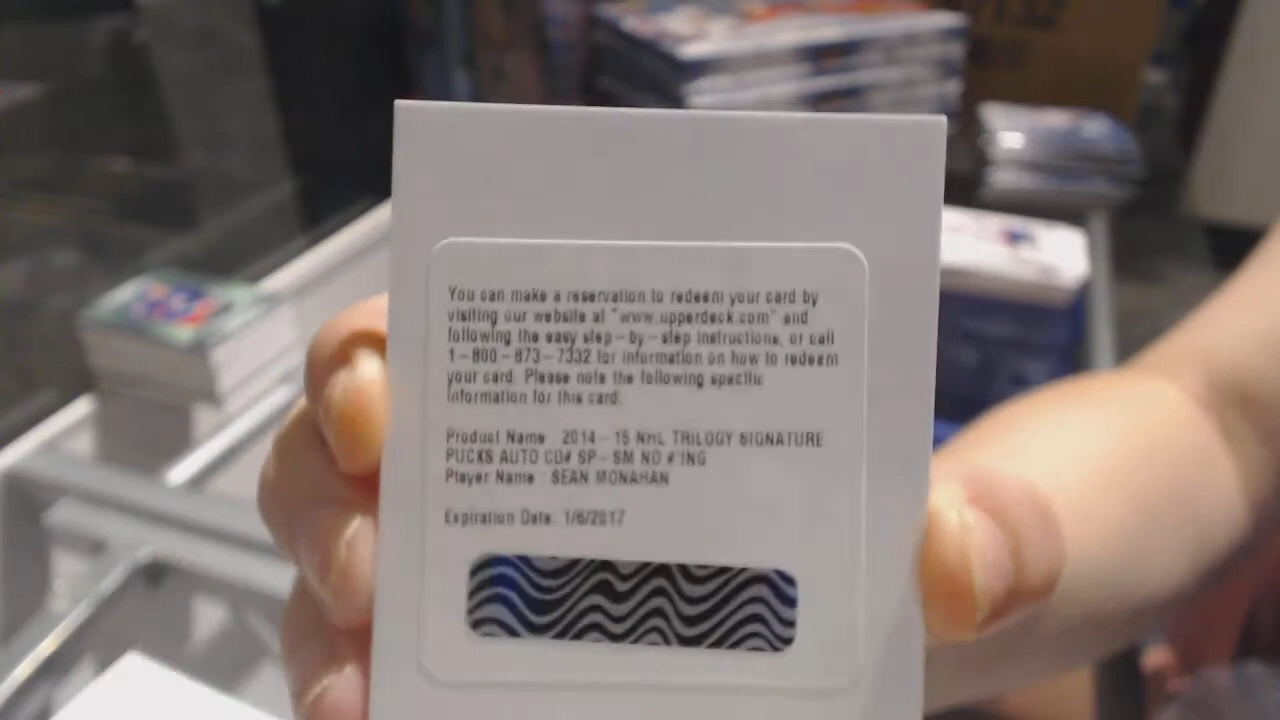 You can make a reservation to redeem your card by
visiting our website at "www.upperdeck.com" and
following the easy step-by-step instructions, or call
1-800-873-7332 for information on how to redeem
your card. Please note the following specific
information for this card:
Product Name : 2014-15 NHL TRILOGY SIGNATURE
PUCKS AUTO CD# SP-SM NO #'ING
Player Name : SEAN MONAHAN
Expiration Date: 1/6/2017